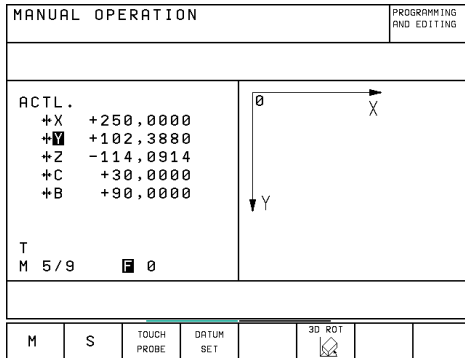 MANUAL OPERATION
PROGRAMMING
AND EDITING
ACTL.
X +250,0000
Y +102,3880
Z -114,0914
C +30,0000
B +90,0000
T
M 5/9 F 0
0
X
Y
M
S
TOUCH
PROBE
DATUM
SET
3D ROT